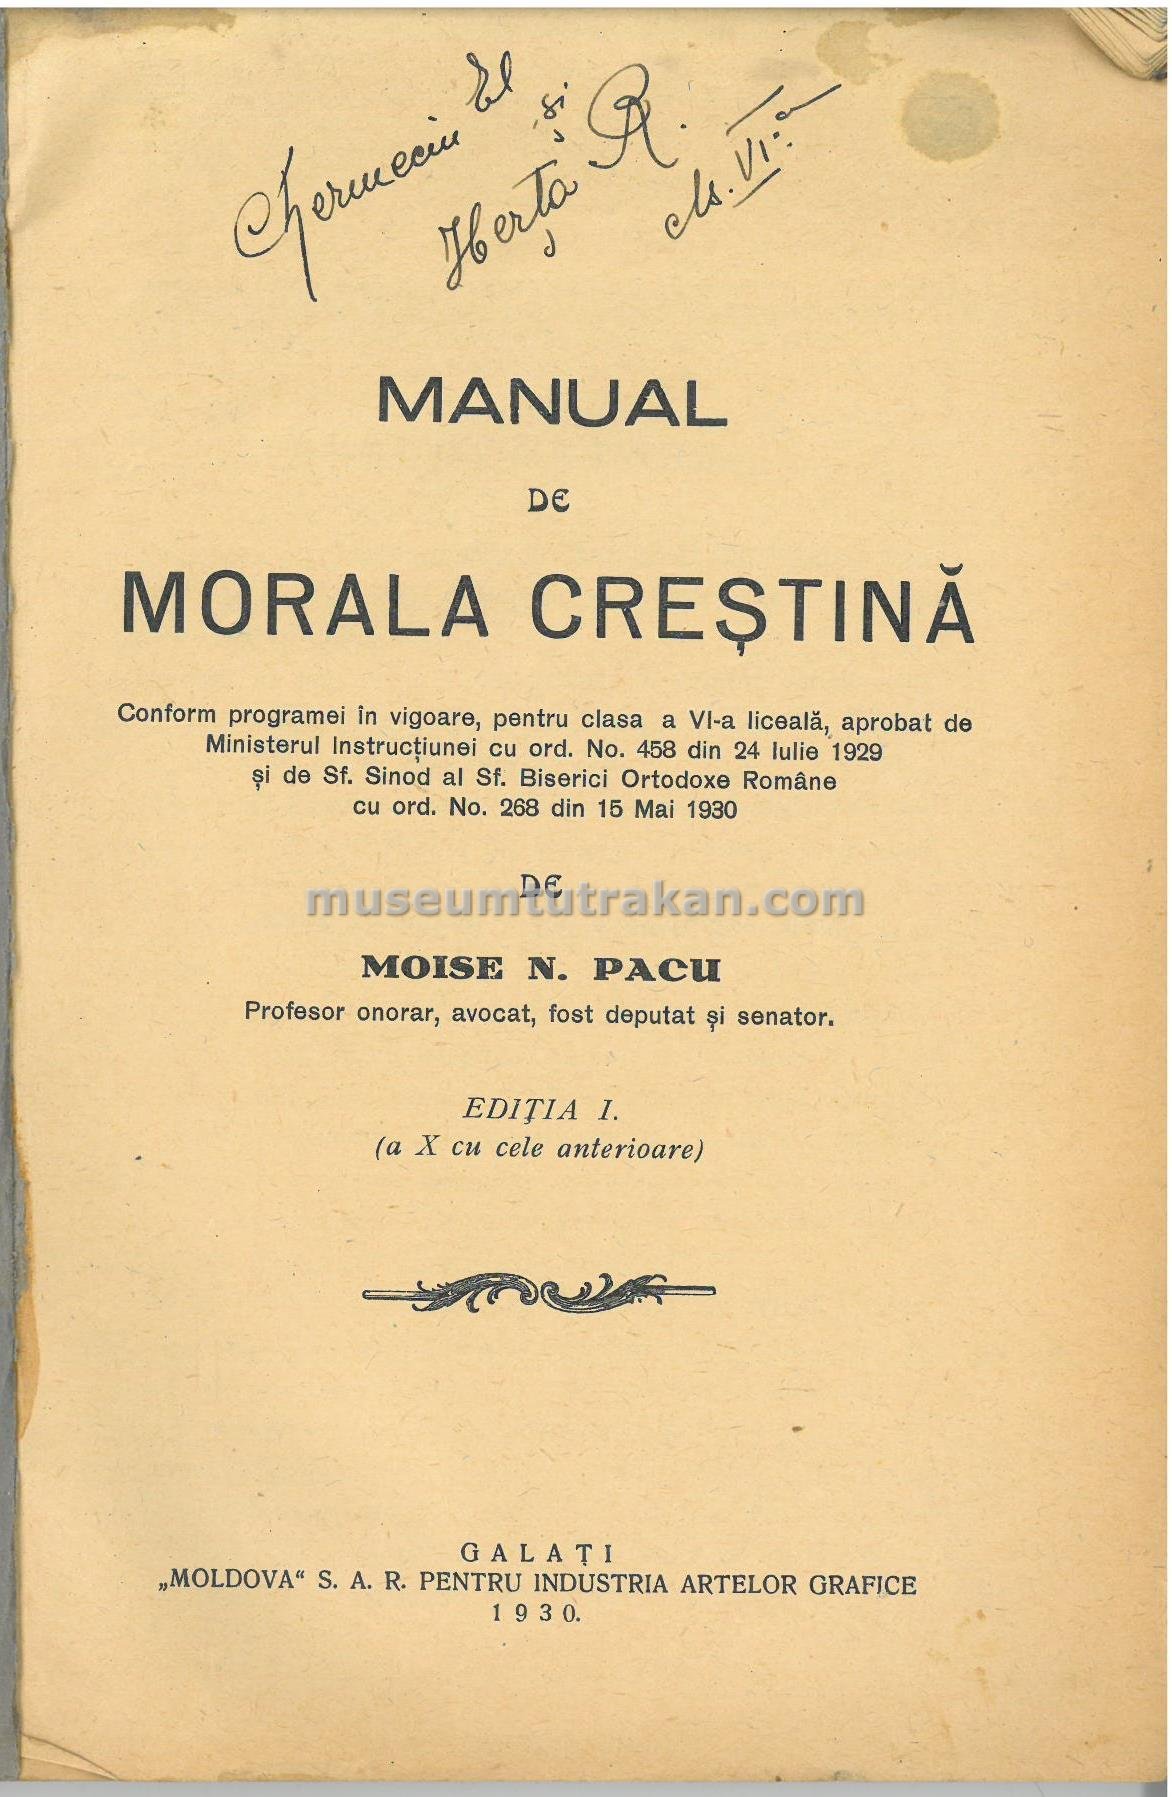 Chermeciu El
și
Herța R.
cls. VI-a
MANUAL
DE
MORALA CREȘTINĂ
Conform programei în vigoare, pentru clasa a VI-a liceală, aprobat de
Ministerul Instrucțiunei cu ord. No. 458 din 24 Iulie 1929
și de Sf. Sinod al Sf. Biserici Ortodoxe Române
cu ord. No. 268 din 15 Mai 1930
DE
museumtutrakan.com
MOISE N. PACU
Profesor onorar, avocat, fost deputat și senator.
EDIȚIA I.
(a X cu cele anterioare)
GALAȚI
„MOLDOVA“ S. A. R. PENTRU INDUSTRIA ARTELOR GRAFICE
1930.